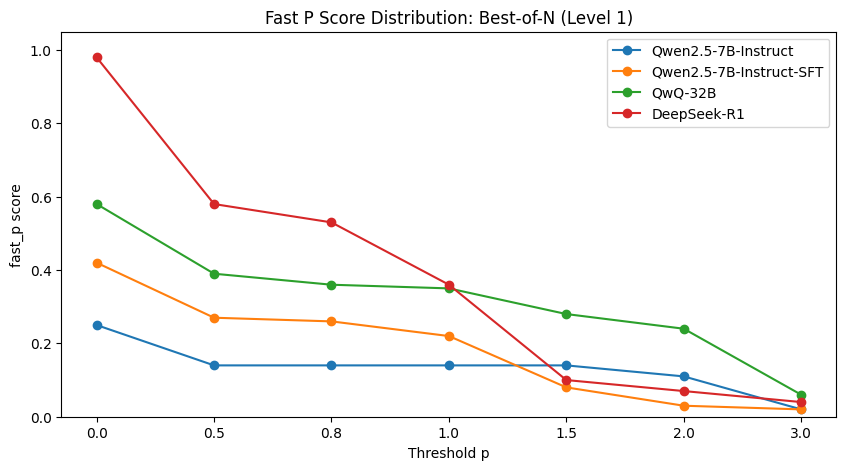 Fast P Score Distribution: Best-of-N (Level 1)
Qwen2.5-7B-Instruct
Qwen2.5-7B-Instruct-SFT
QwQ-32B
DeepSeek-R1
fast_p score
1.0
0.8
0.6
0.4
0.2
0.0
0.0 0.5 0.8 1.0 1.5 2.0 3.0
Threshold p